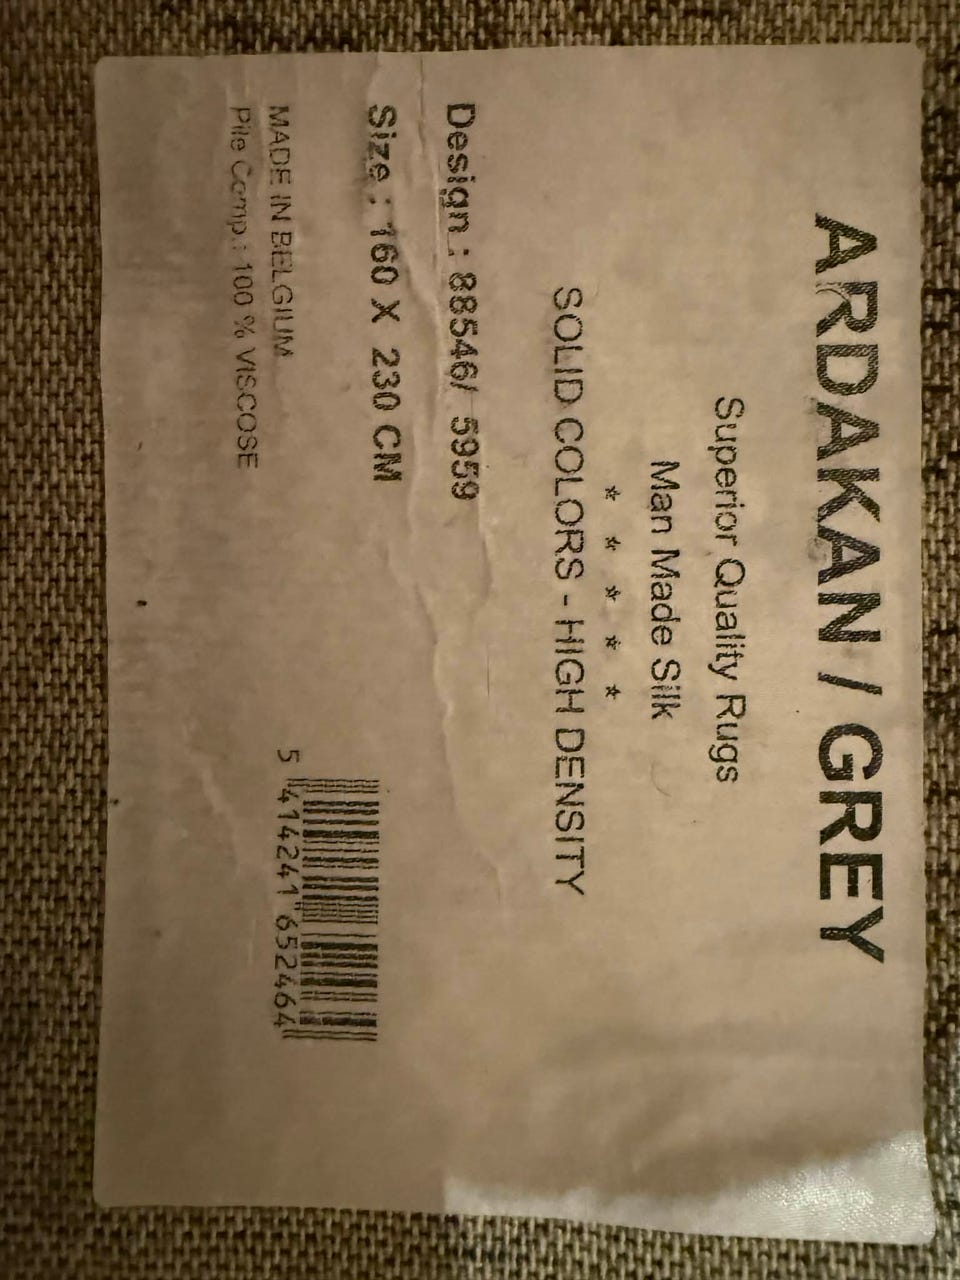 ARDAKAN / GREY
Superior Quality Rugs
Man Made Silk
* * * * *
SOLID COLORS - HIGH DENSITY
Design : 88546/ 5959
Size : 160 X 230 CM
MADE IN BELGIUM
Pile Comp.: 100 % VISCOSE
5 414241 652464